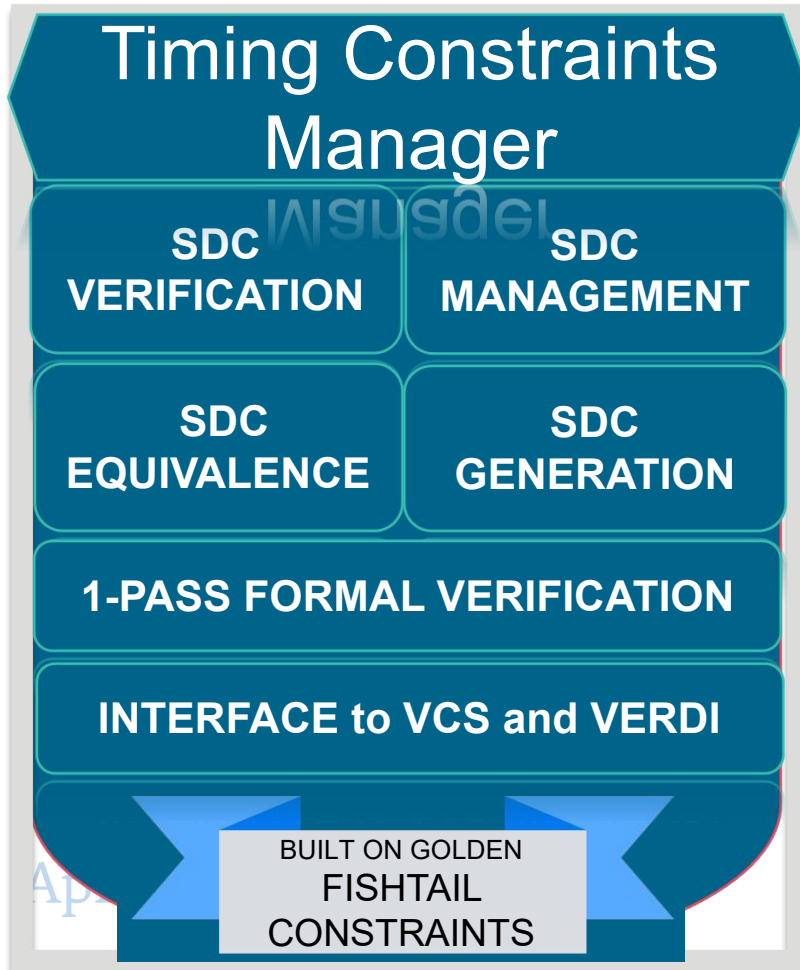 Timing Constraints
Manager
SDC
VERIFICATION
SDC
MANAGEMENT
SDC
EQUIVALENCE
SDC
GENERATION
1-PASS FORMAL VERIFICATION
INTERFACE to VCS and VERDI
BUILT ON GOLDEN
FISHTAIL
CONSTRAINTS